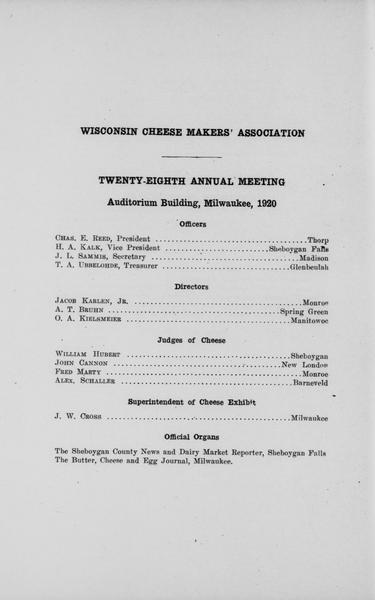 WISCONSIN CHEESE MAKERS' ASSOCIATION
TWENTY-EIGHTH ANNUAL MEETING
Auditorium Building, Milwaukee, 1920
Officers
CHAS. E. REED, President ........................................Thorp
H. A. KALK, Vice President ...........................Sheboygan Falls
J. L. SAMMIS, Secretary ......................................Madison
T. A. UBBELOHDE, Treasurer ................................Glenbeulah
Directors
JACOB KARLEN, JR. ...........................................Monroe
A. T. BRUHN ............................................Spring Green
O. A. KIELSMEIER ..........................................Manitowoc
Judges of Cheese
WILLIAM HUBERT ..........................................Sheboygan
JOHN CANNON ..........................................New London
FRED MARTY ..................................................Monroe
ALEX. SCHALLER ...........................................Barneveld
Superintendent of Cheese Exhibit
J. W. CROSS ..............................................Milwaukee
Official Organs
The Sheboygan County News and Dairy Market Reporter, Sheboygan Falls
The Butter, Cheese and Egg Journal, Milwaukee.